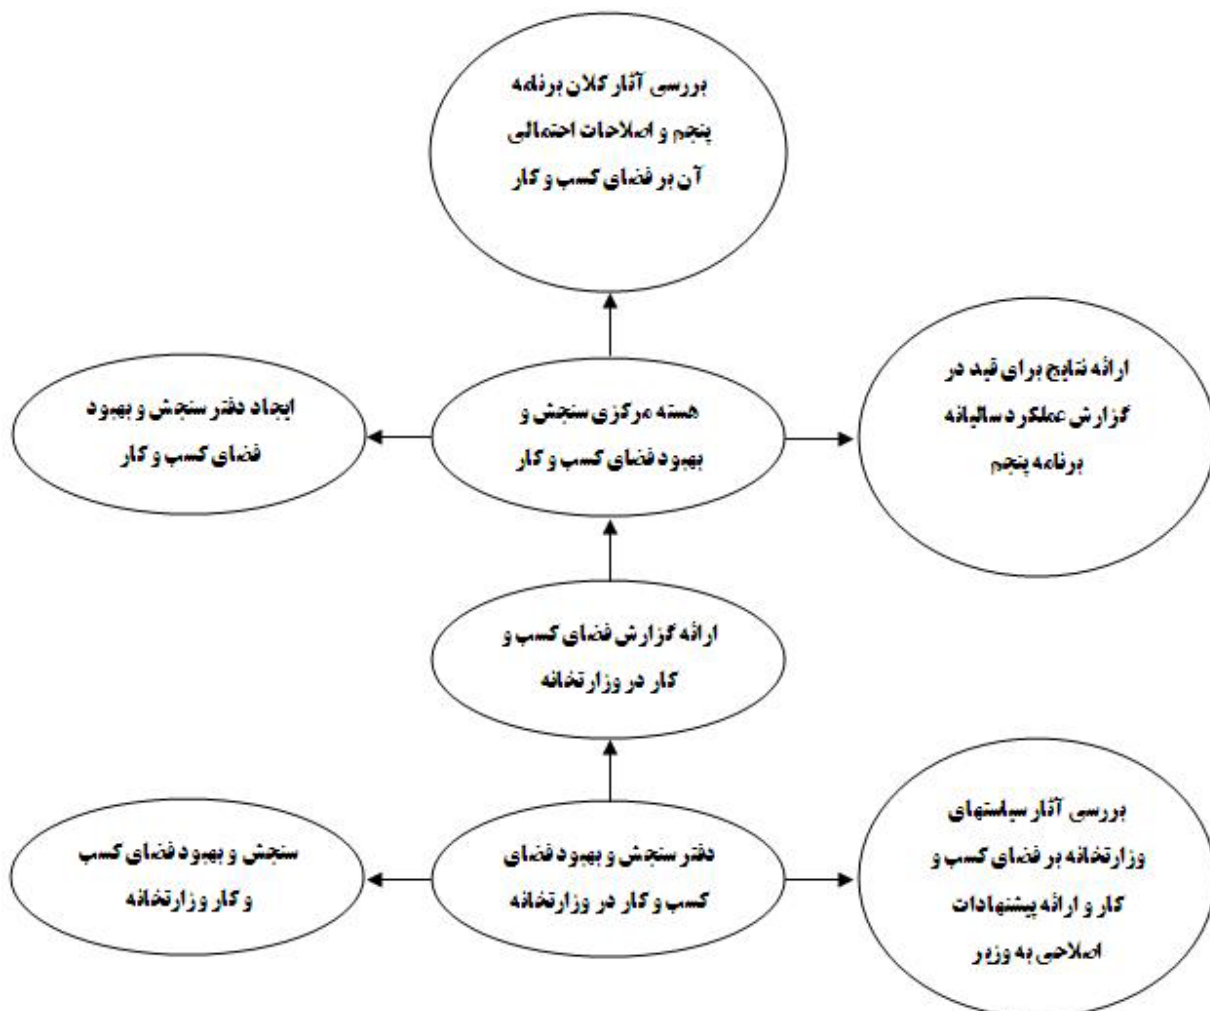 بررسی آثار کلان برنامه
پنجم و اصلاحات احتمالی
آن بر فضای کسب و کار
ارائه نتایج برای قید در
گزارش عملکرد سالیانه
برنامه پنجم
هسته مرکزی سنجش و
بهبود فضای کسب و کار
ایجاد دفتر سنجش و بهبود
فضای کسب و کار
ارائه گزارش فضای کسب و
کار در وزارتخانه
بررسی آثار سیاستهای
وزارتخانه بر فضای کسب و
کار و ارائه پیشنهادات
اصلاحی به وزیر
دفتر سنجش و بهبود فضای
کسب و کار در وزارتخانه
سنجش و بهبود فضای کسب
و کار وزارتخانه